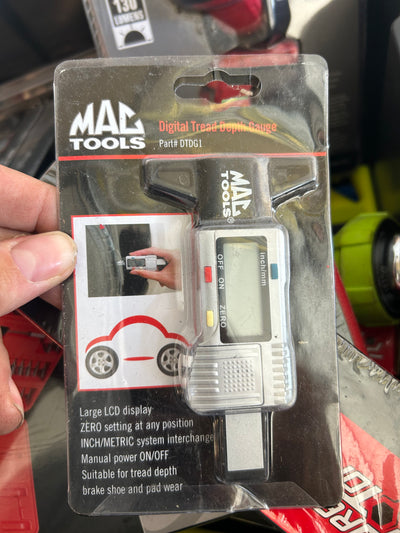 130
LUMENS
MAC
TOOLS
Digital Tread Depth Gauge
Part# DTDG1
MAC
TOOLS®
OFF ON
ZERO
inch/mm
Large LCD display
ZERO setting at any position
INCH/METRIC system interchange
Manual power ON/OFF
Suitable for tread depth
brake shoe and pad wear